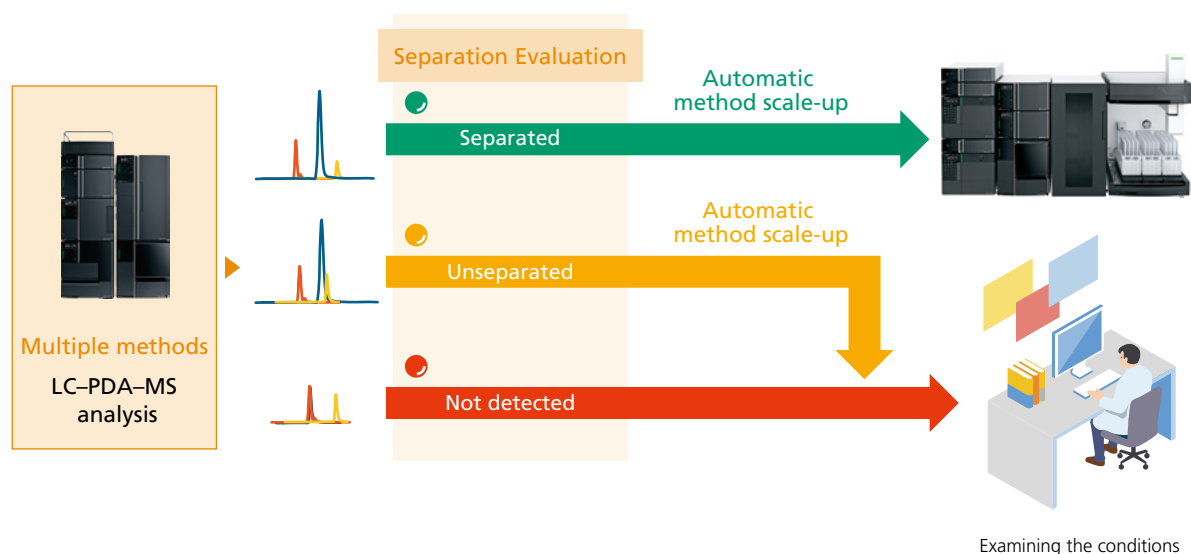 Separation Evaluation
Automatic
method scale-up
Separated
Automatic
method scale-up
Unseparated
Multiple methods
LC–PDA–MS
analysis
Not detected
Examining the conditions